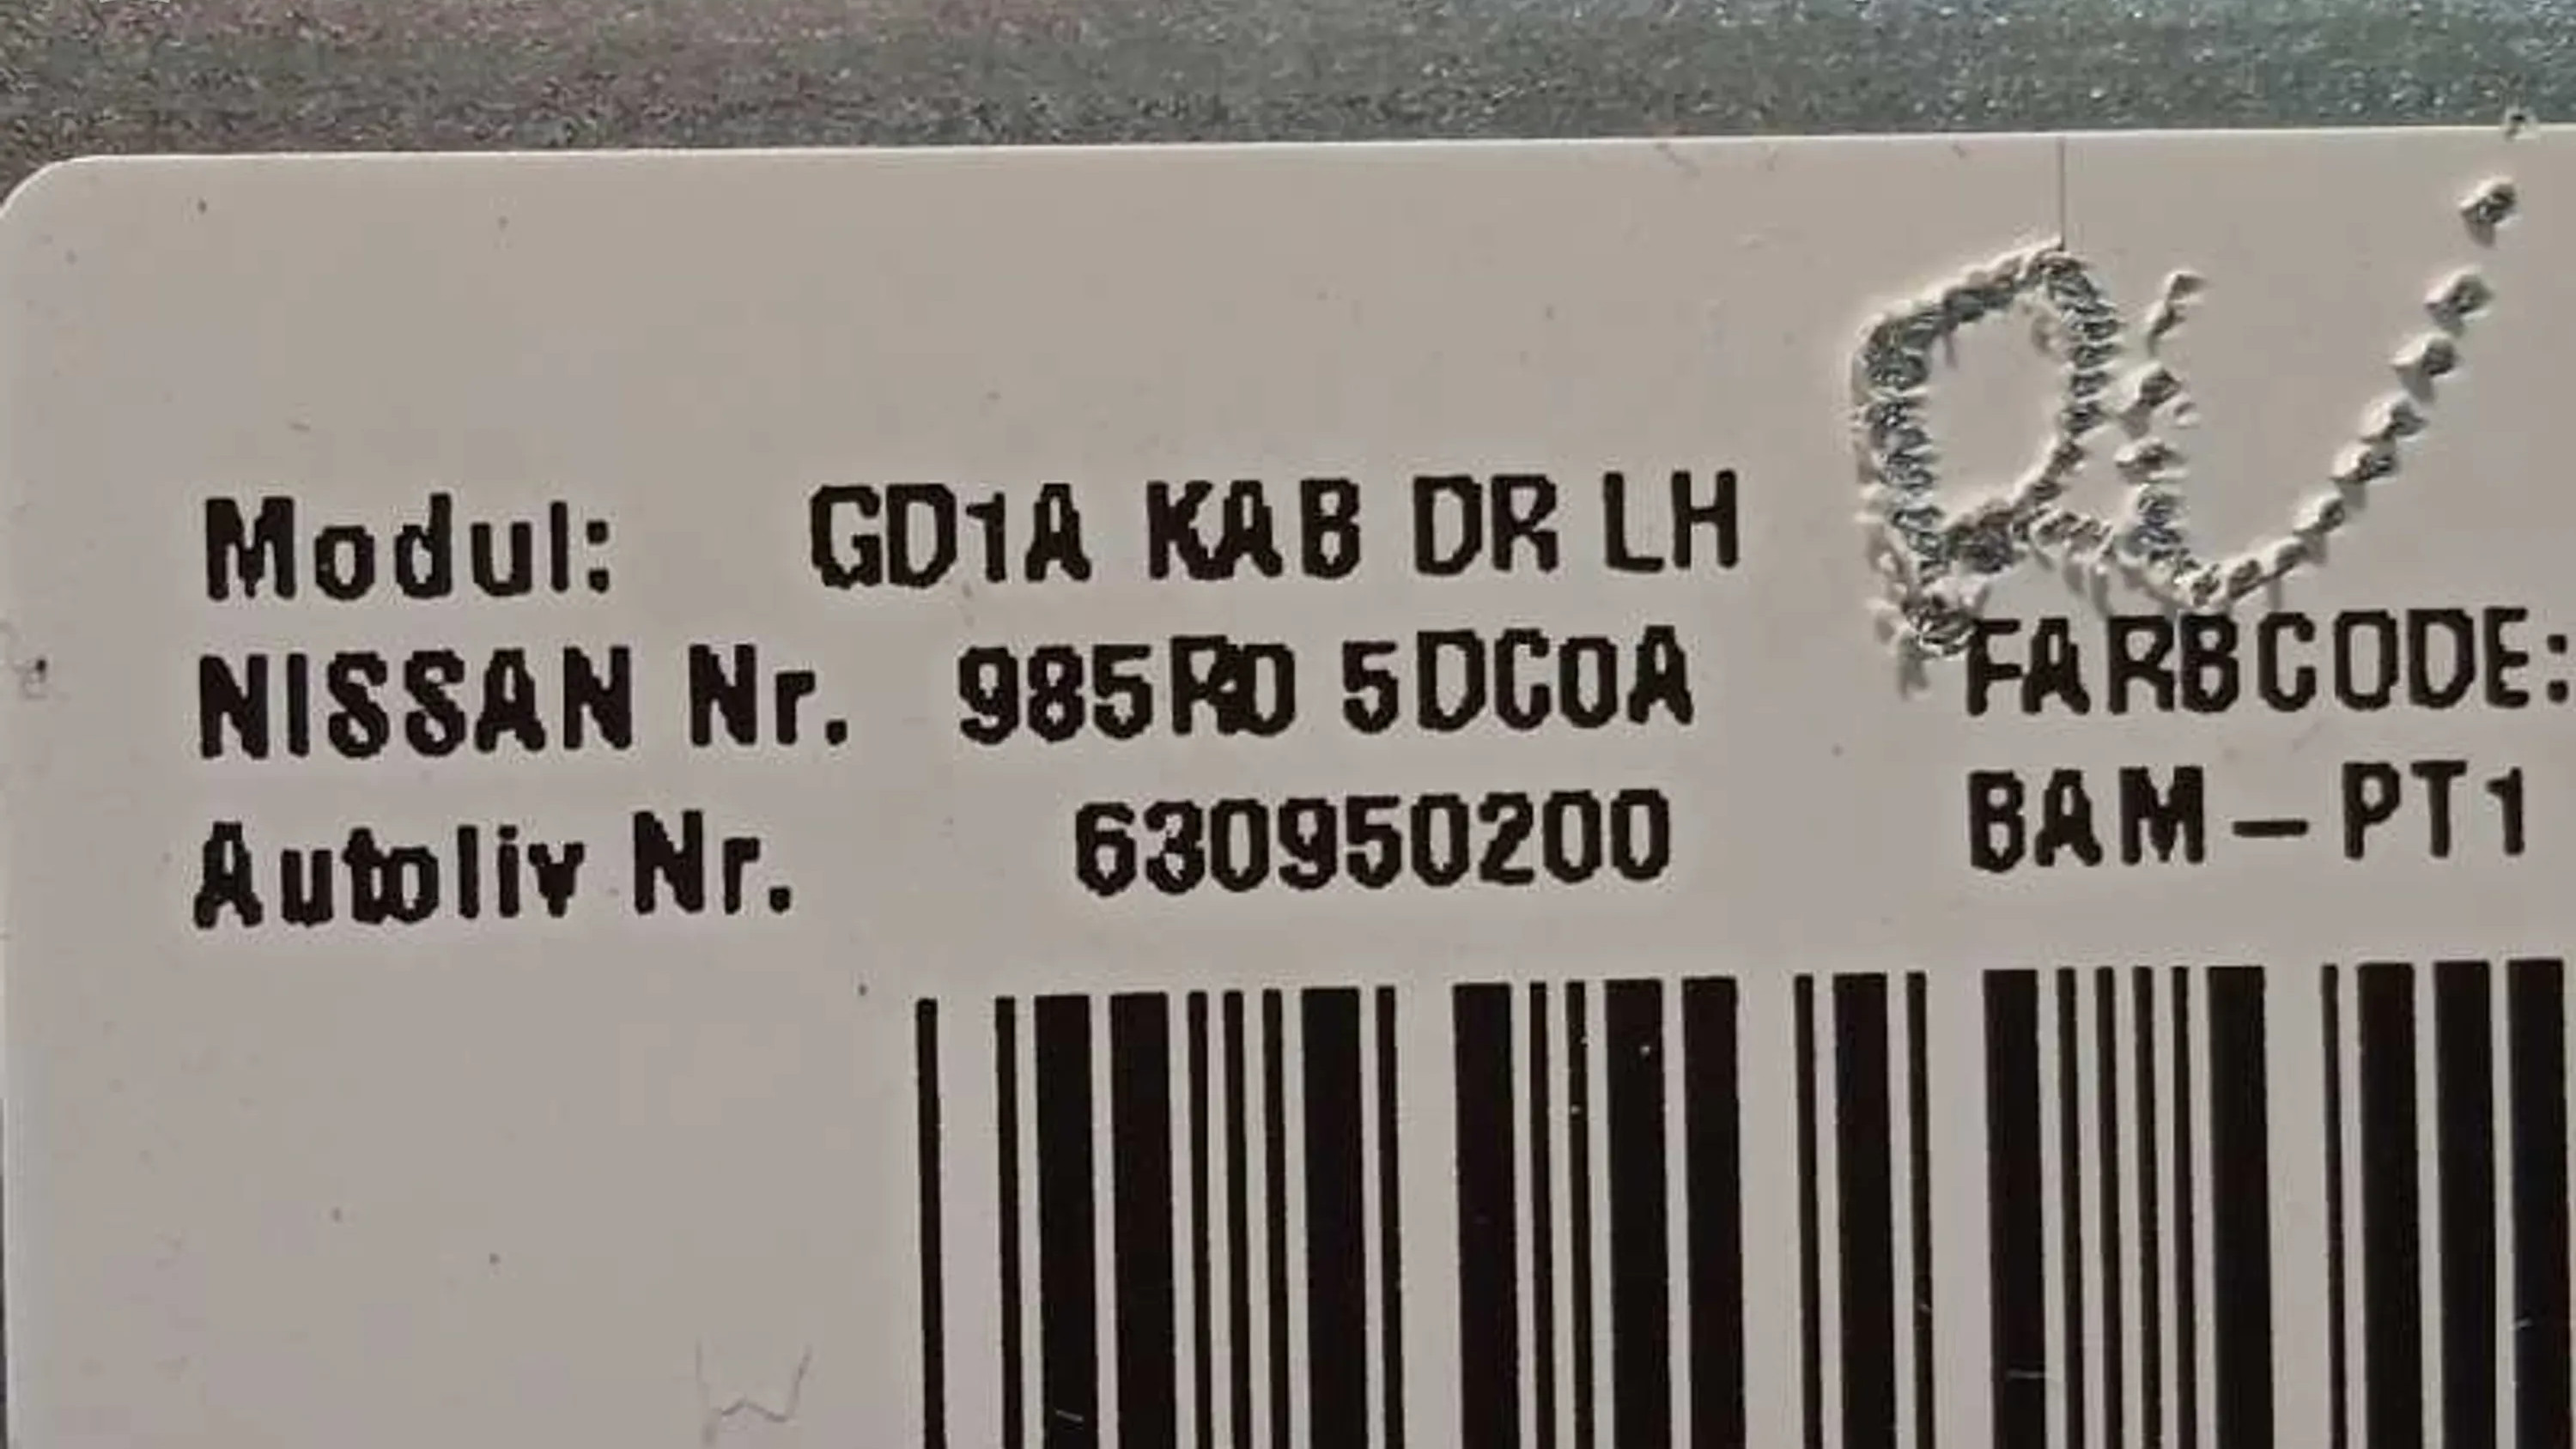 Modul: GD1A KAB DR LH
NISSAN Nr. 985R0 5DC0A
FARBCODE:
Autoliv Nr. 630950200
BAM-PT1